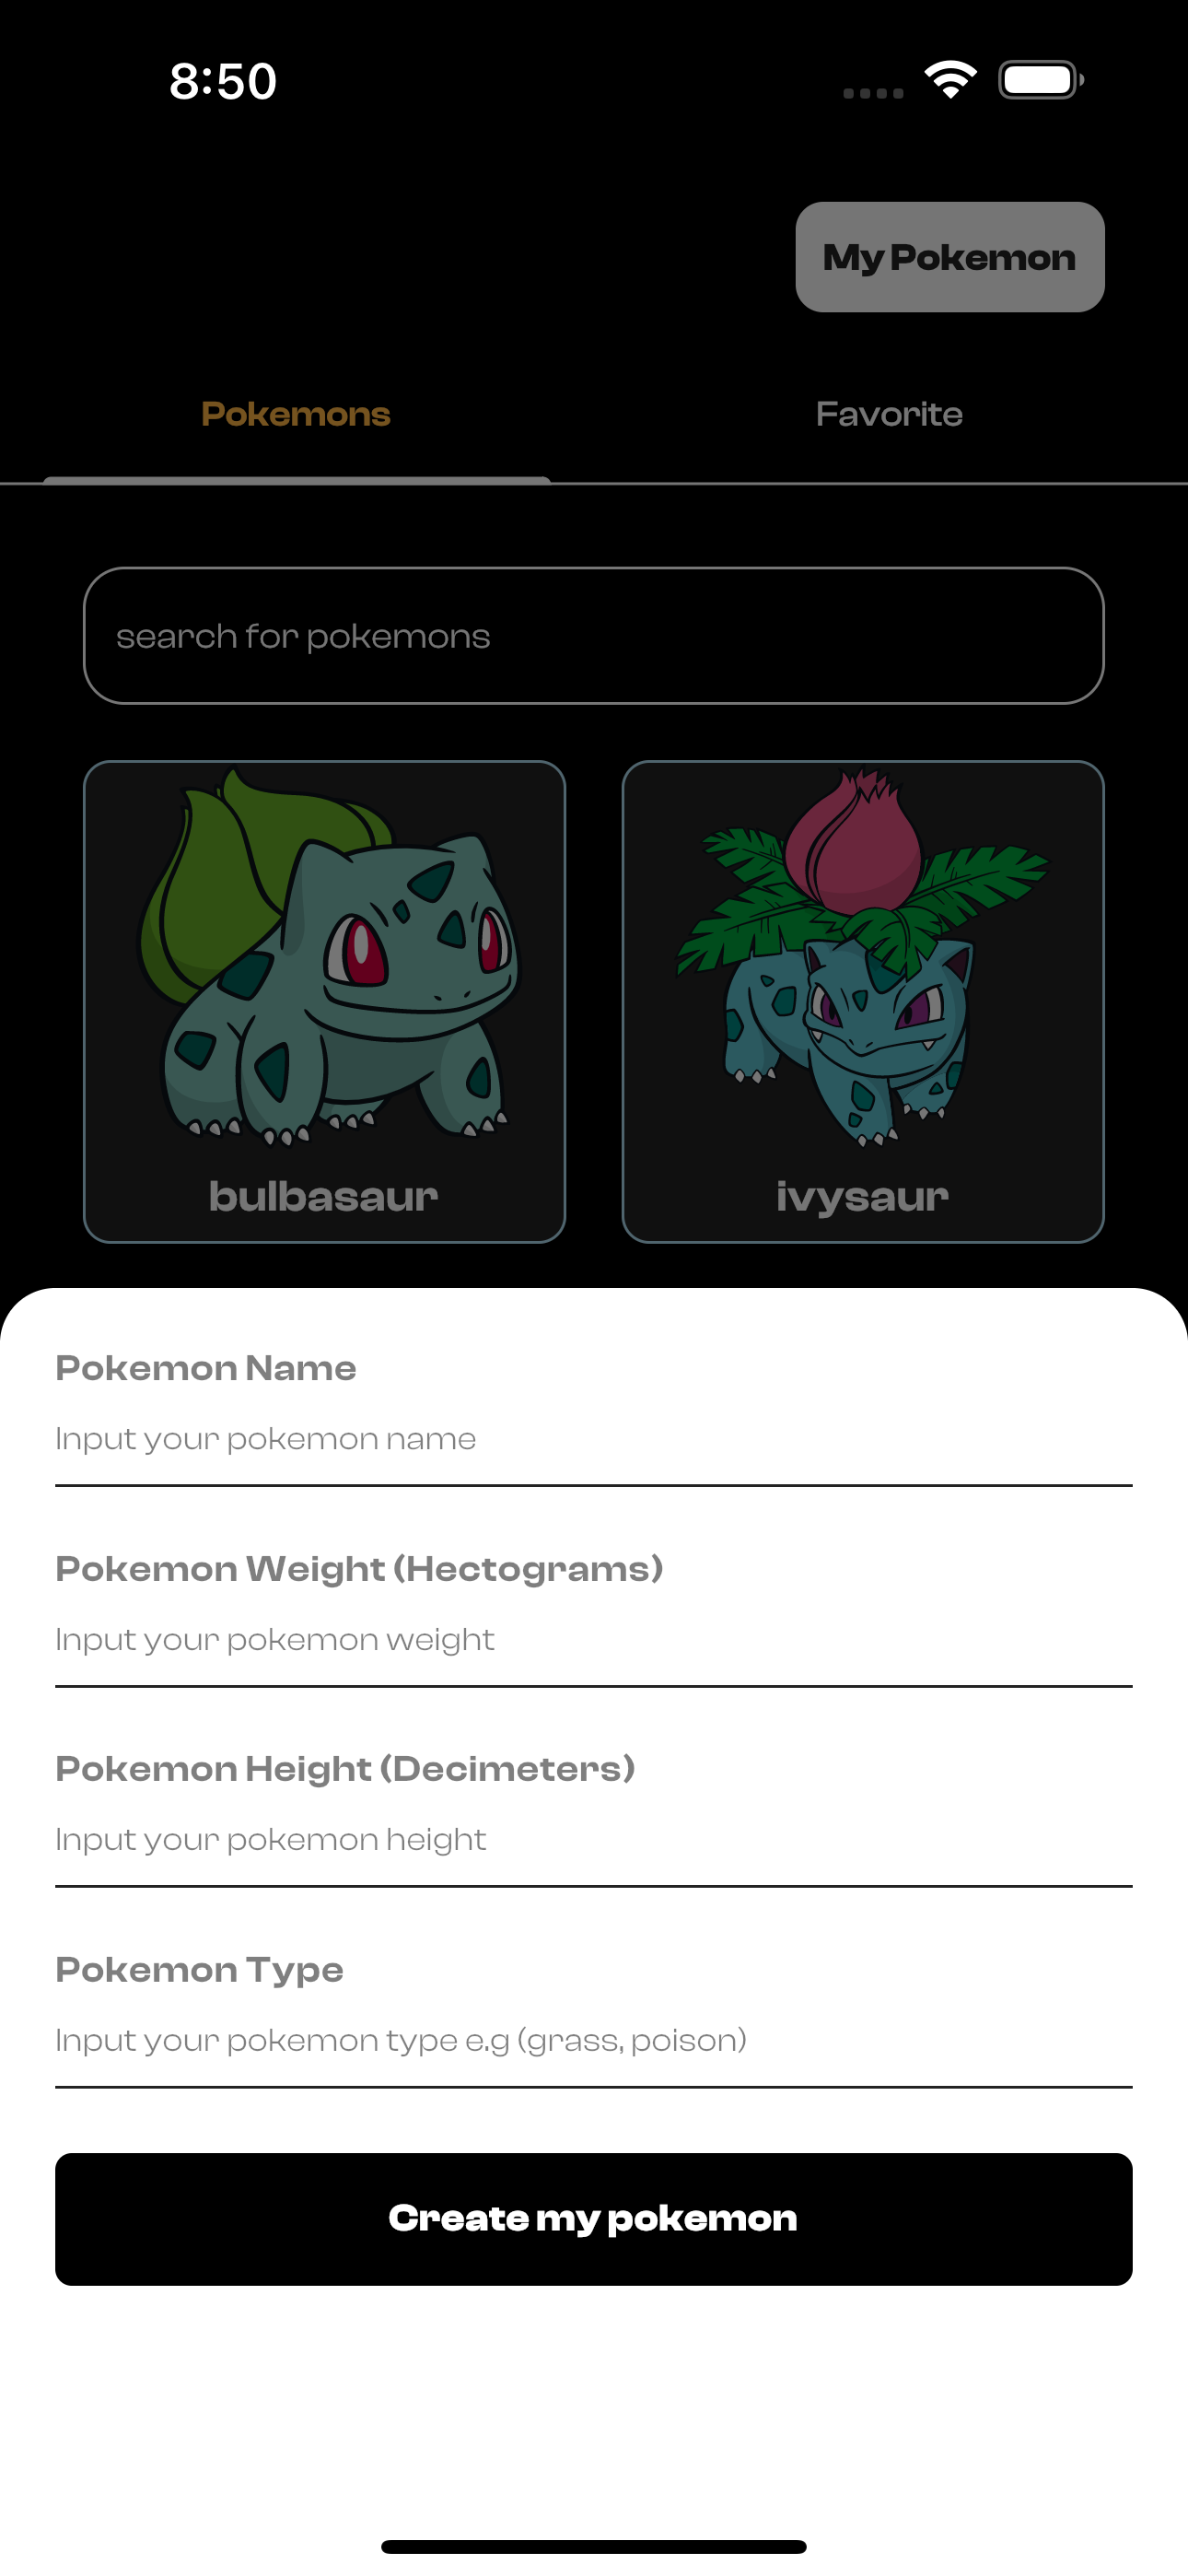 8:50
My Pokemon
Pokemons
Favorite
search for pokemons
bulbasaur
ivysaur
Pokemon Name
Input your pokemon name
Pokemon Weight (Hectograms)
Input your pokemon weight
Pokemon Height (Decimeters)
Input your pokemon height
Pokemon Type
Input your pokemon type e.g (grass, poison)
Create my pokemon